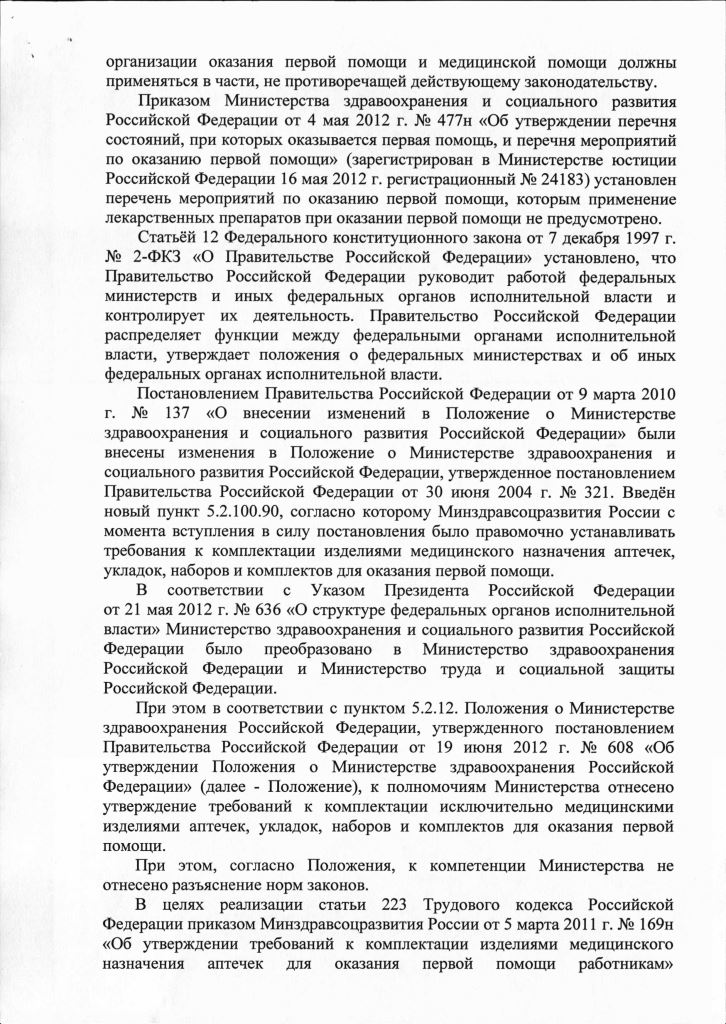 организации оказания первой помощи и медицинской помощи должны
применяться в части, не противоречащей действующему законодательству.
Приказом Министерства здравоохранения и социального развития
Российской Федерации от 4 мая 2012 г. № 477н «Об утверждении перечня
состояний, при которых оказывается первая помощь, и перечня мероприятий
по оказанию первой помощи» (зарегистрирован в Министерстве юстиции
Российской Федерации 16 мая 2012 г. регистрационный № 24183) установлен
перечень мероприятий по оказанию первой помощи, которым применение
лекарственных препаратов при оказании первой помощи не предусмотрено.
Статьёй 12 Федерального конституционного закона от 7 декабря 1997 г.
№ 2-ФКЗ «О Правительстве Российской Федерации» установлено, что
Правительство Российской Федерации руководит работой федеральных
министерств и иных федеральных органов исполнительной власти и
контролирует их деятельность. Правительство Российской Федерации
распределяет функции между федеральными органами исполнительной
власти, утверждает положения о федеральных министерствах и об иных
федеральных органах исполнительной власти.
Постановлением Правительства Российской Федерации от 9 марта 2010
г. № 137 «О внесении изменений в Положение о Министерстве
здравоохранения и социального развития Российской Федерации» были
внесены изменения в Положение о Министерстве здравоохранения и
социального развития Российской Федерации, утвержденное постановлением
Правительства Российской Федерации от 30 июня 2004 г. № 321. Введён
новый пункт 5.2.100.90, согласно которому Минздравсоцразвития России с
момента вступления в силу постановления было правомочно устанавливать
требования к комплектации изделиями медицинского назначения аптечек,
укладок, наборов и комплектов для оказания первой помощи.
В соответствии с Указом Президента Российской Федерации
от 21 мая 2012 г. № 636 «О структуре федеральных органов исполнительной
власти» Министерство здравоохранения и социального развития Российской
Федерации было преобразовано в Министерство здравоохранения
Российской Федерации и Министерство труда и социальной защиты
Российской Федерации.
При этом в соответствии с пунктом 5.2.12. Положения о Министерстве
здравоохранения Российской Федерации, утвержденного постановлением
Правительства Российской Федерации от 19 июня 2012 г. № 608 «Об
утверждении Положения о Министерстве здравоохранения Российской
Федерации» (далее - Положение), к полномочиям Министерства отнесено
утверждение требований к комплектации исключительно медицинскими
изделиями аптечек, укладок, наборов и комплектов для оказания первой
помощи.
При этом, согласно Положения, к компетенции Министерства не
отнесено разъяснение норм законов.
В целях реализации статьи 223 Трудового кодекса Российской
Федерации приказом Минздравсоцразвития России от 5 марта 2011 г. № 169н
«Об утверждении требований к комплектации изделиями медицинского
назначения аптечек для оказания первой помощи работникам»